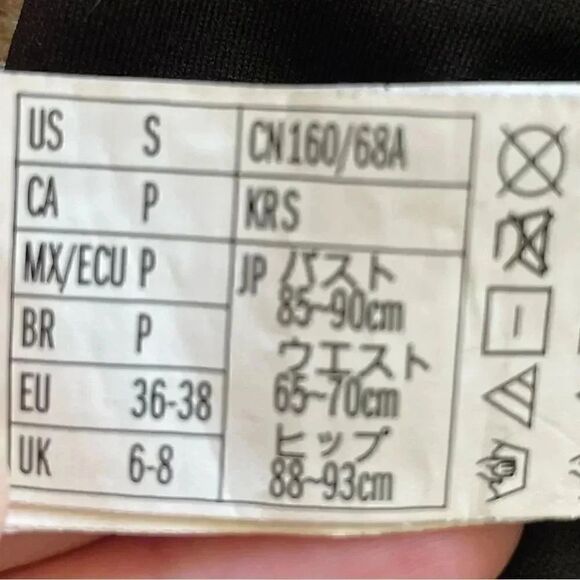 US S CN160/68A
CA P KRS
MX/ECU P
BR P
EU 36-38
UK 6-8
JP バスト
85~90cm
ウエスト
65~70cm
ヒップ
88~93cm